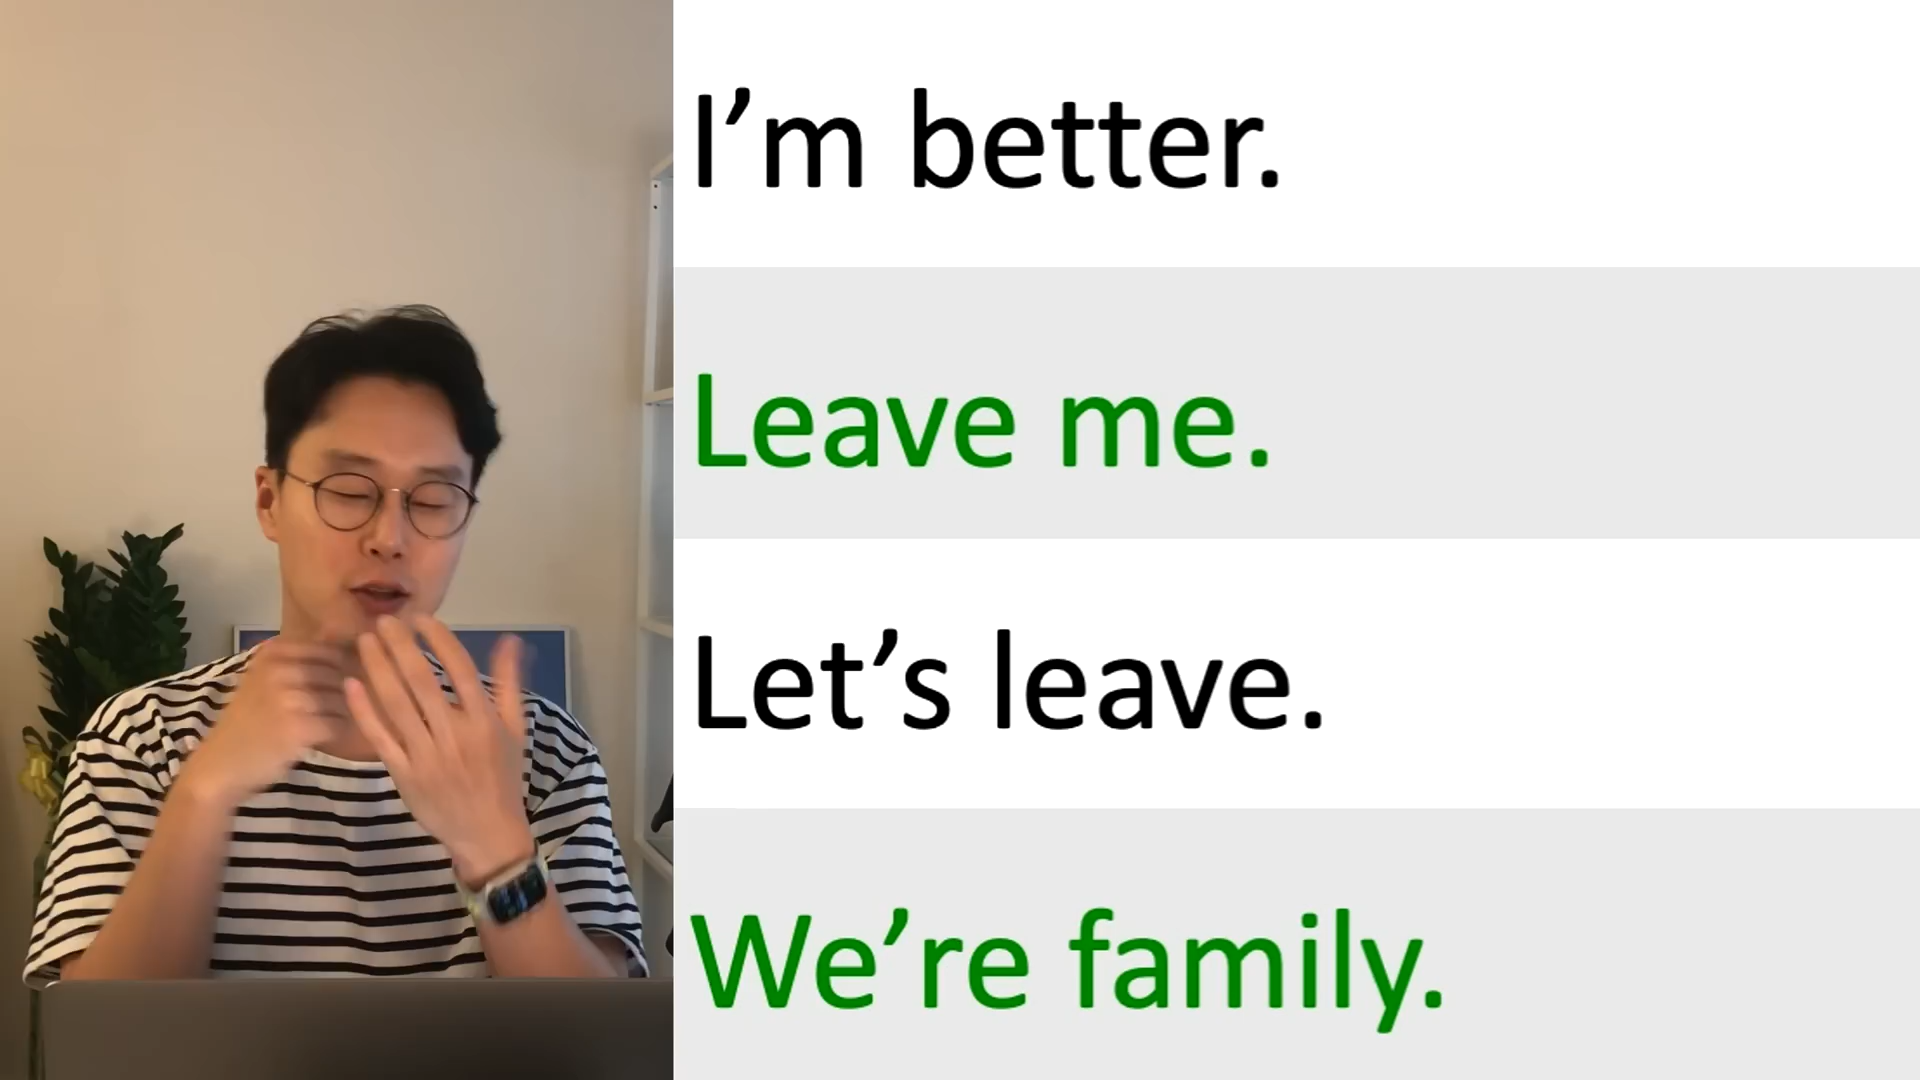 I’m better.
Leave me.
Let’s leave.
We’re family.